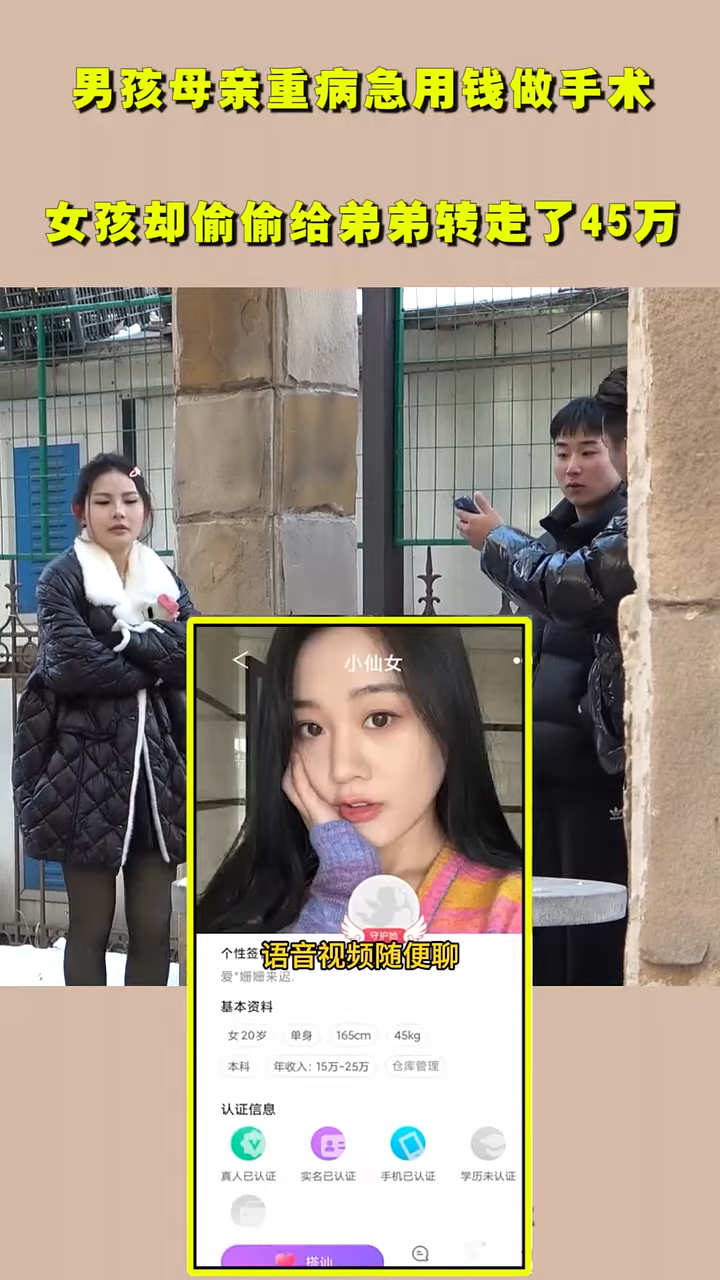 男孩母亲重病急用钱做手术
女孩却偷偷给弟弟转走了45万
小仙女
守护她
个性签
语音视频随便聊
爱*姗姗来迟.
基本资料
女20岁 单身 165cm 45kg
本科 年收入：15万~25万 仓库管理
认证信息
真人已认证 实名已认证 手机已认证 学历未认证
搭讪